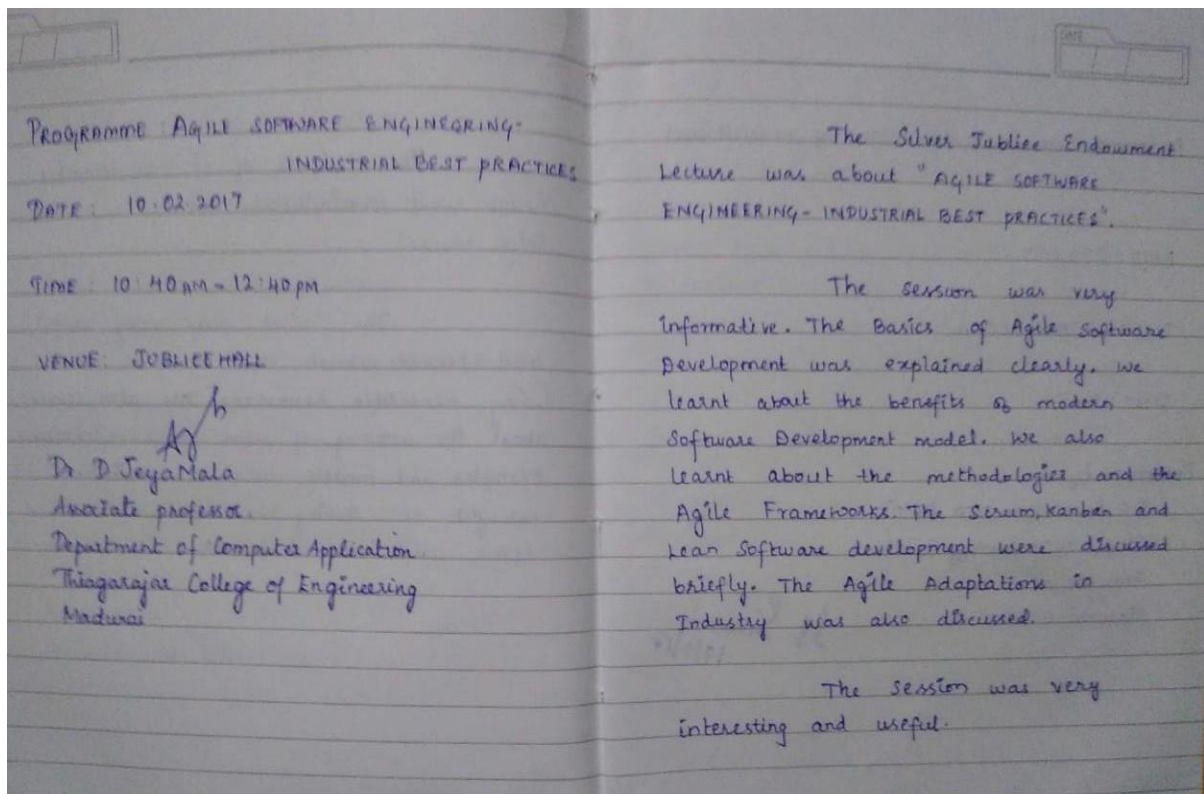 PROGRAMME: AGILE SOFTWARE ENGINEERING-
INDUSTRIAL BEST PRACTICES
DATE: 10.02.2017
TIME: 10:40 AM - 12:40 PM
VENUE: JUBLIEE HALL
Dr. D JeyaMala
Associate professor
Department of Computer Application
Thiagarajar College of Engineering
Madurai
DATE
The Silver Jubliee Endowment
Lecture was about "AGILE SOFTWARE
ENGINEERING- INDUSTRIAL BEST PRACTICES".
The session was very
informative. The Basics of Agile Software
Development was explained clearly. We
learnt about the benefits of modern
Software Development model. We also
learnt about the methodologies and the
Agile Frameworks. The Scrum, Kanban and
Lean Software development were discussed
briefly. The Agile Adaptations in
Industry was also discussed.
The session was very
interesting and useful.